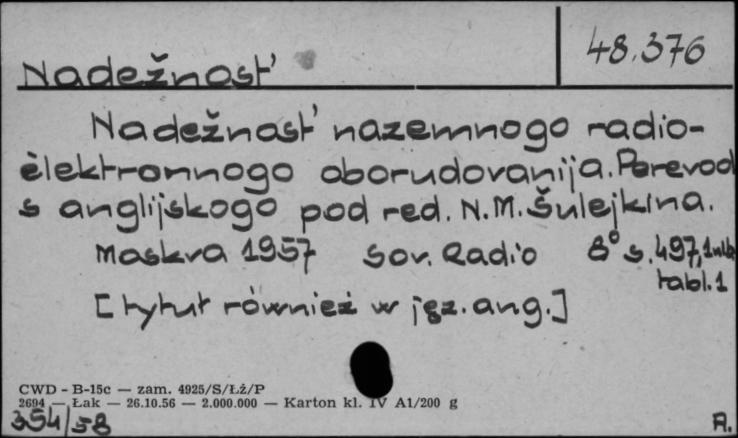 48.376
Nadežnost'
Nadežnost' nazemnogo radio-
èlektronnogo oborudovanija. Perevod
s anglijskogo pod red. N.M. Šulejkina.
Moskva 1957 Sov. Radio 8° s. 497, 1 nlb
tabl. 1
[tytuł również w jęz. ang.]
CWD - B-15c — zam. 4925/S/Łż/P
2694 — Łak — 26.10.56 — 2.000.000 — Karton kl. IV A1/200 g
354/58
A.